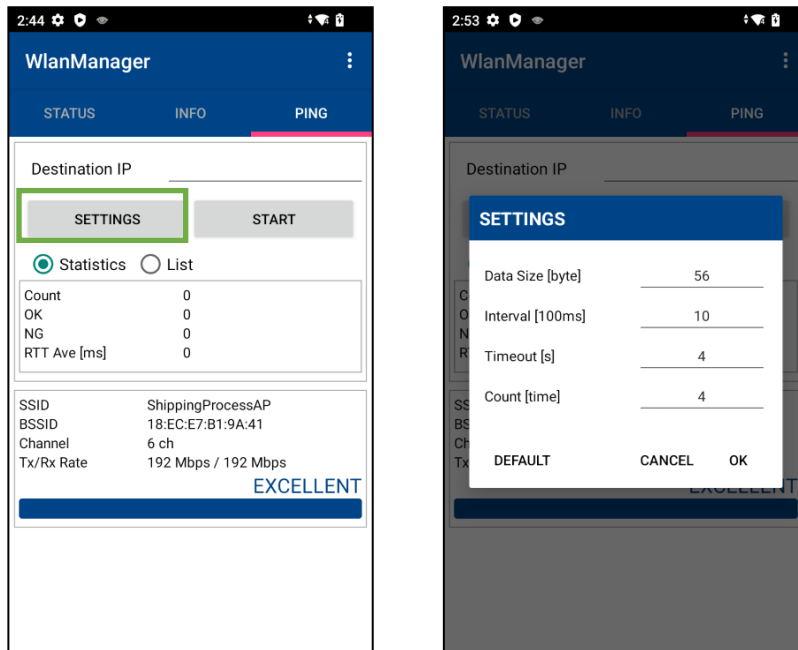 2:44
WlanManager
STATUS INFO PING
Destination IP
SETTINGS START
Statistics List
Count 0
OK 0
NG 0
RTT Ave [ms] 0
SSID ShippingProcessAP
BSSID 18:EC:E7:B1:9A:41
Channel 6 ch
Tx/Rx Rate 192 Mbps / 192 Mbps
EXCELLENT
2:53
WlanManager
STATUS INFO PING
Destination IP
SETTINGS
Data Size [byte] 56
Interval [100ms] 10
Timeout [s] 4
Count [time] 4
DEFAULT CANCEL OK